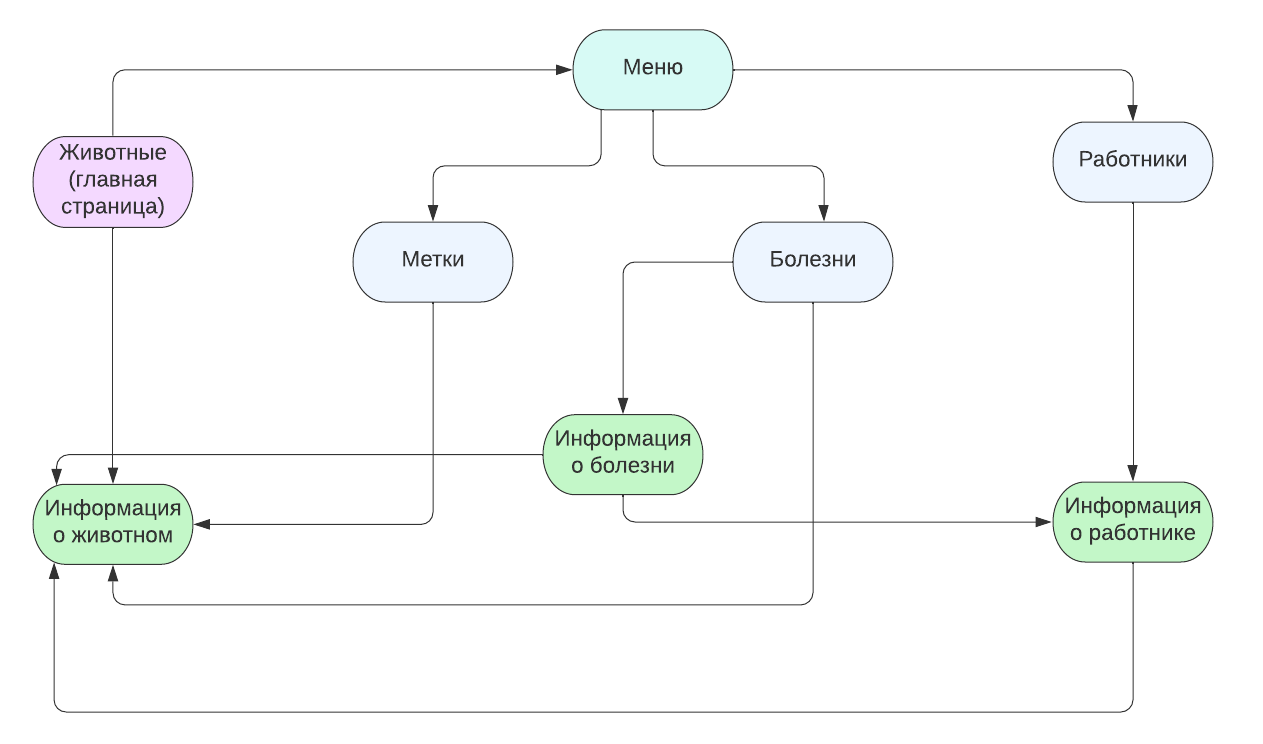 Меню
Животные
(главная
страница)
Работники
Метки
Болезни
Информация
о болезни
Информация
о животном
Информация
о работнике